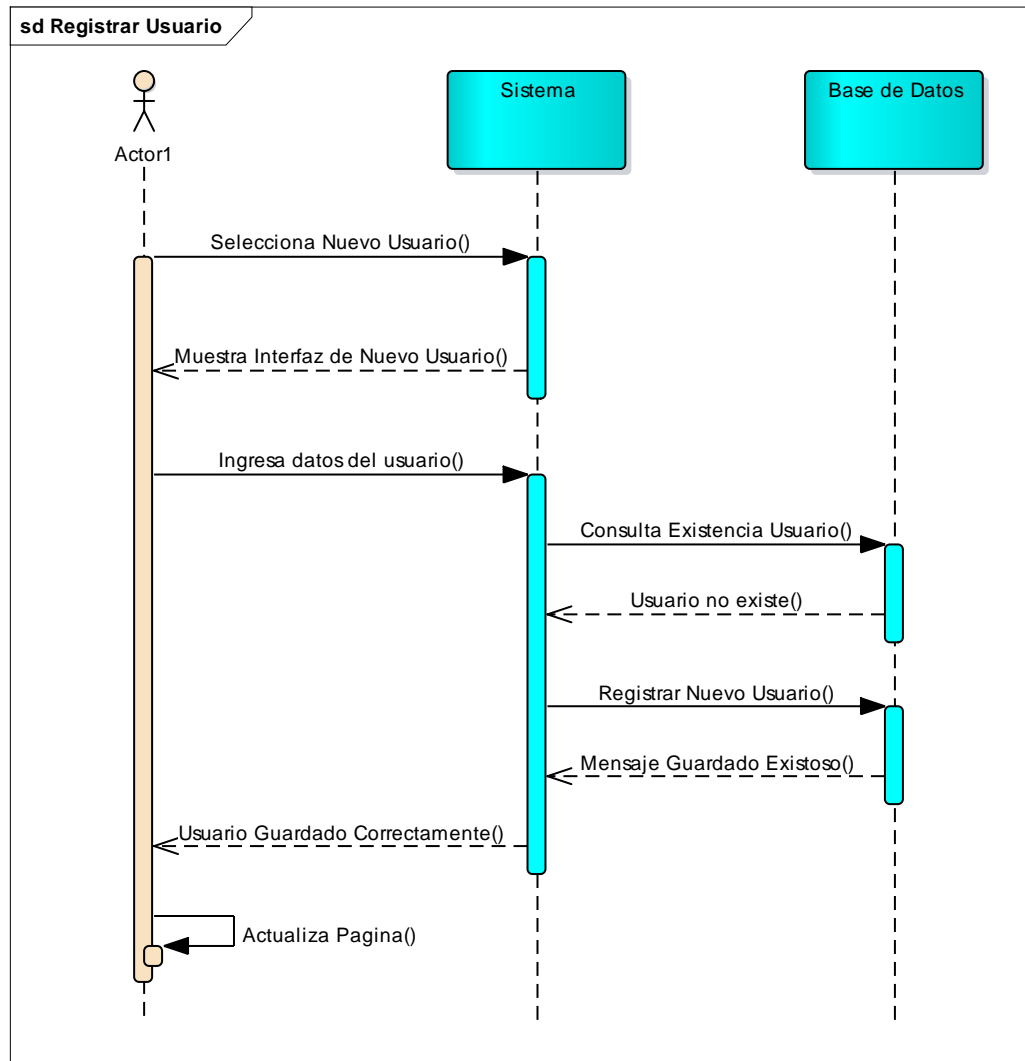 sd Registrar Usuario
Actor1
Sistema
Base de Datos
Selecciona Nuevo Usuario()
Muestra Interfaz de Nuevo Usuario()
Ingresa datos del usuario()
Consulta Existencia Usuario()
Usuario no existe()
Registrar Nuevo Usuario()
Mensaje Guardado Existoso()
Usuario Guardado Correctamente()
Actualiza Pagina()